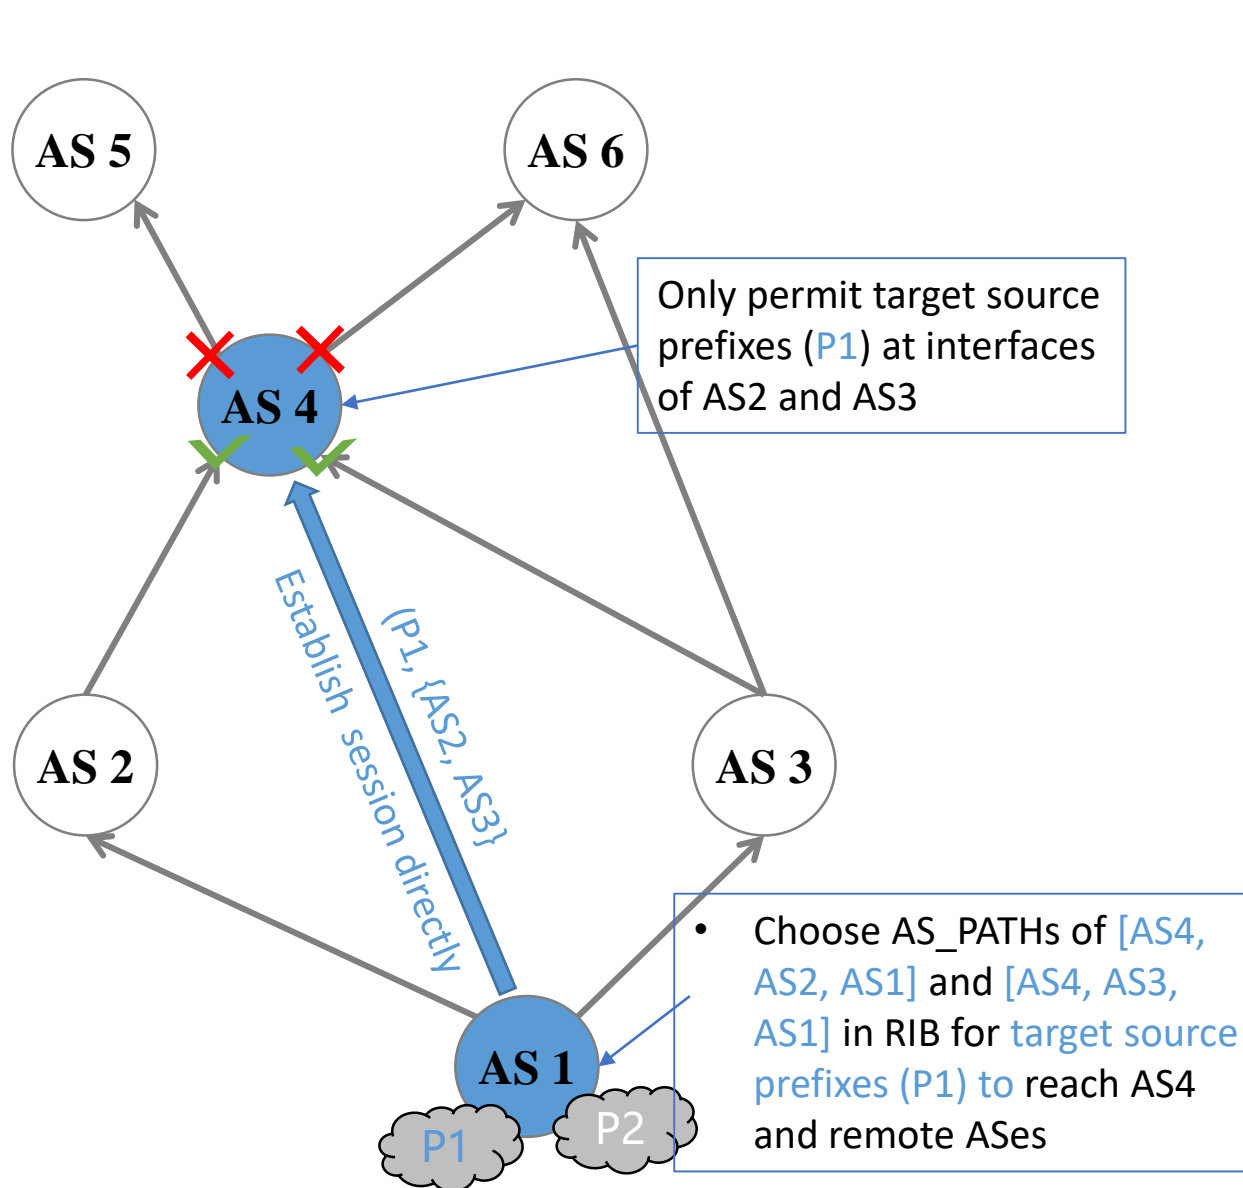 AS 5
AS 6
Only permit target source
prefixes (P1) at interfaces
of AS2 and AS3
AS 4
Establish session directly
(P1, {AS2, AS3}
AS 2
AS 3
• Choose AS_PATHs of [AS4,
AS2, AS1] and [AS4, AS3,
AS1] in RIB for target source
prefixes (P1) to reach AS4
and remote ASes
AS 1
P1
P2